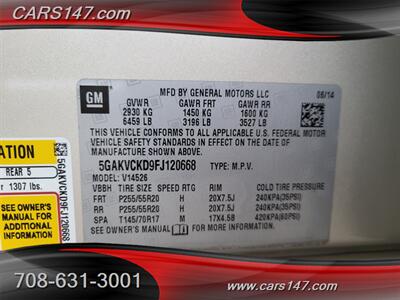 CARS147.com
GM
MFD BY GENERAL MOTORS LLC
08/14
GVWR GAWR FRT GAWR RR
2930 KG 1450 KG 1600 KG
6459 LB 3196 LB 3527 LB
THIS VEHICLE CONFORMS TO ALL APPLICABLE U.S. FEDERAL MOTOR
VEHICLE SAFETY, BUMPER, AND THEFT PREVENTION
STANDARDS IN EFFECT ON THE DATE OF
MANUFACTURE SHOWN ABOVE.
5GAKVCKD9FJ120668 TYPE: M.P.V.
MODEL: V14526
TIRE SIZE SPEED RTG RIM COLD TIRE PRESSURE
FRT P255/55R20 H 20X7.5J 240KPA(35PSI)
RR P255/55R20 H 20X7.5J 240KPA(35PSI)
SPA T145/70R17 M 17X4.5B 420KPA(60PSI)
SEE OWNER'S MANUAL FOR MORE INFORMATION.
ATION
REAR 5
1307 lbs.
SEE OWNER'S
MANUAL FOR
ADDITIONAL
INFORMATION
5GAKVCKD9FJ120668
708-631-3001
Cars147.com